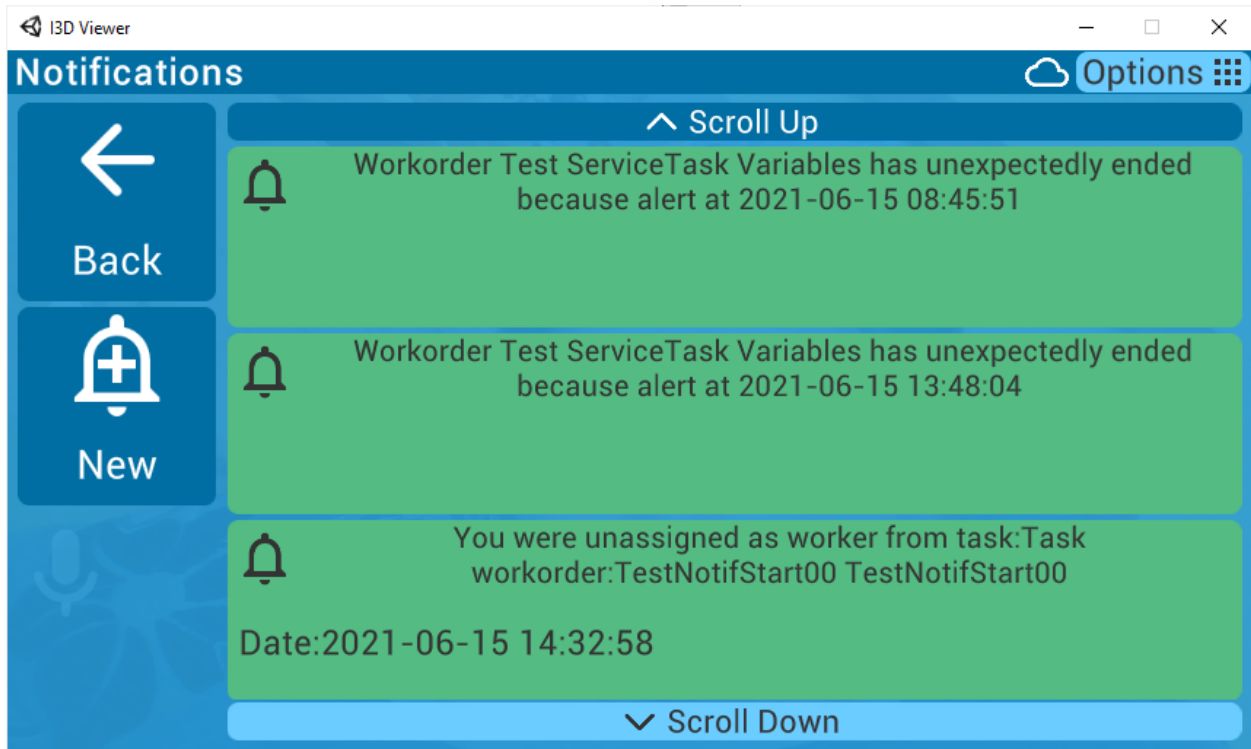 I3D Viewer
Notifications
Options
Back
New
Scroll Up
Workorder Test ServiceTask Variables has unexpectedly ended
because alert at 2021-06-15 08:45:51
Workorder Test ServiceTask Variables has unexpectedly ended
because alert at 2021-06-15 13:48:04
You were unassigned as worker from task:Task
workorder:TestNotifStart00 TestNotifStart00
Date:2021-06-15 14:32:58
Scroll Down